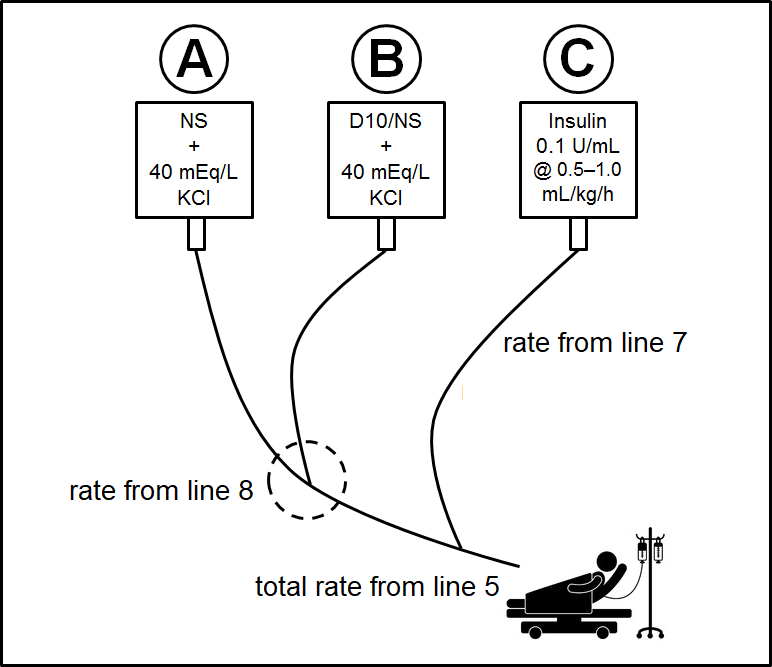 A
B
C
NS
+
40 mEq/L
KCl
D10/NS
+
40 mEq/L
KCl
Insulin
0.1 U/mL
@ 0.5–1.0
mL/kg/h
rate from line 7
rate from line 8
total rate from line 5